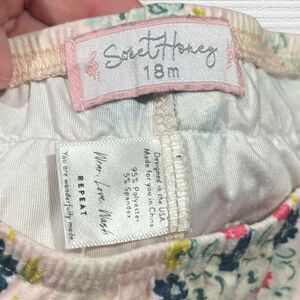 Sweet Honey
18m
Designed in the USA
Made for you in China.
95% Polyester
5% Spandex
Wear, Love, Wash
REPEAT
You are wonderfully made